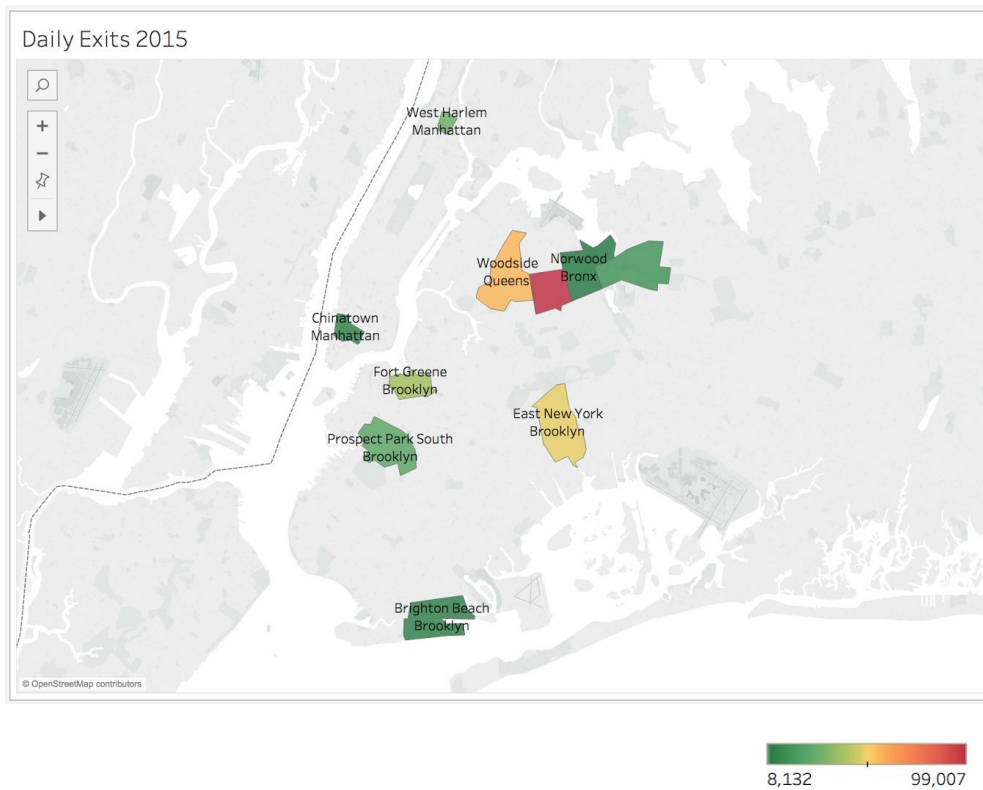 Daily Exits 2015
West Harlem
Manhattan
Woodside
Queens
Norwood
Bronx
Chinatown
Manhattan
Fort Greene
Brooklyn
East New York
Brooklyn
Prospect Park South
Brooklyn
Brighton Beach
Brooklyn
© OpenStreetMap contributors
8,132
99,007